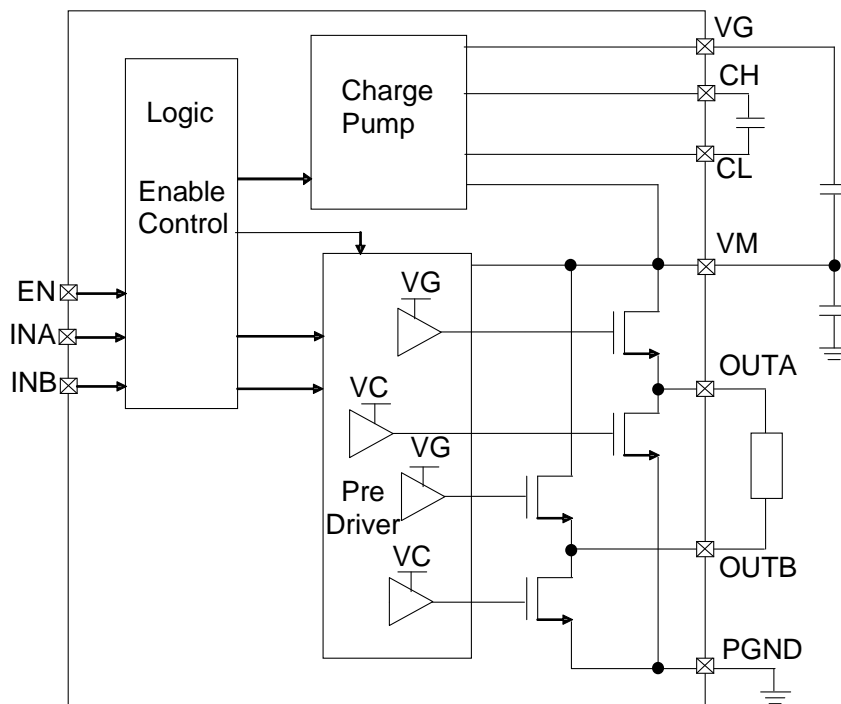 VG
CH
Charge
Pump
Logic
CL
Enable
Control
VM
EN
VG
INA
OUTA
INB
VC
VG
Pre
Driver
VC
OUTB
PGND